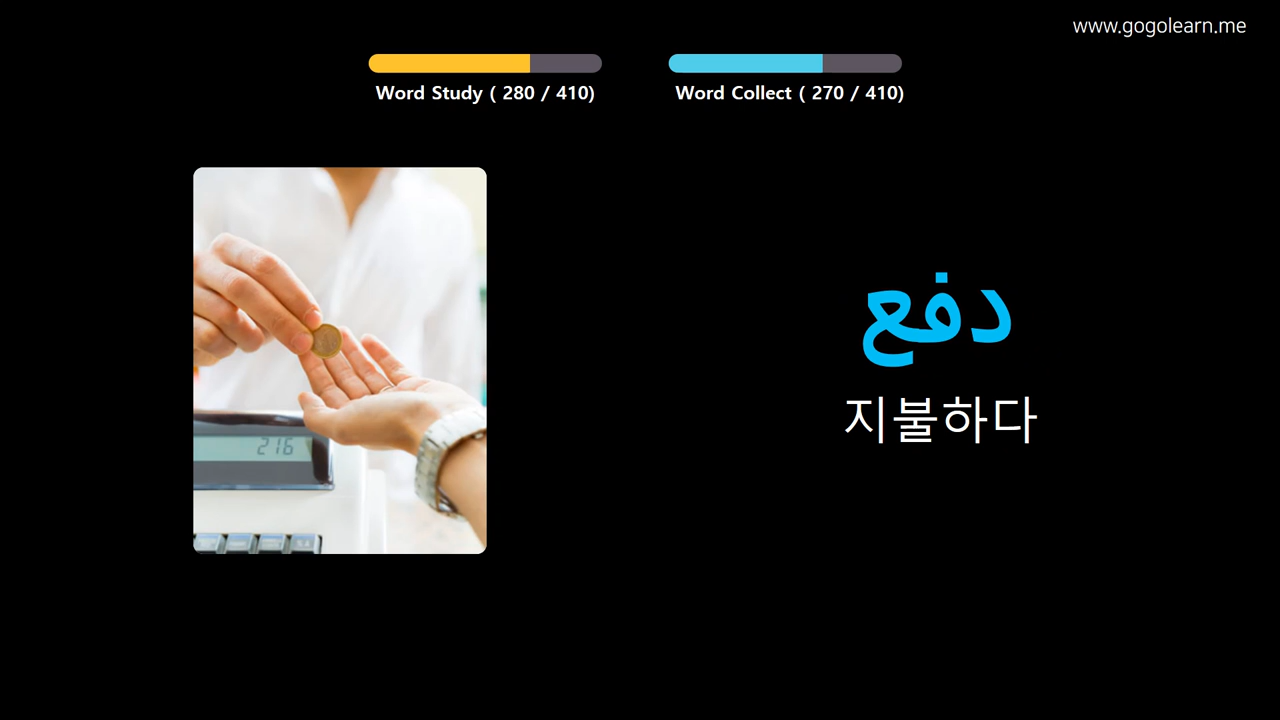 www.gogolearn.me
Word Study ( 280 / 410)
Word Collect ( 270 / 410)
216
دفع
지불하다